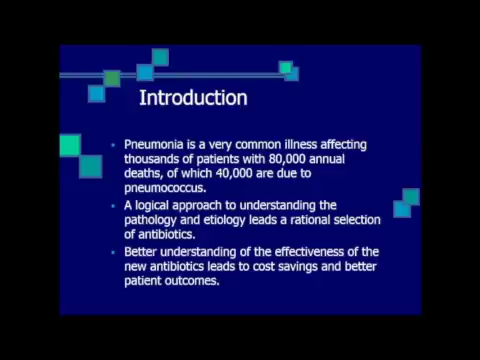 Introduction
Pneumonia is a very common illness affecting
thousands of patients with 80,000 annual
deaths, of which 40,000 are due to
pneumococcus.
A logical approach to understanding the
pathology and etiology leads a rational selection
of antibiotics.
Better understanding of the effectiveness of the
new antibiotics leads to cost savings and better
patient outcomes.